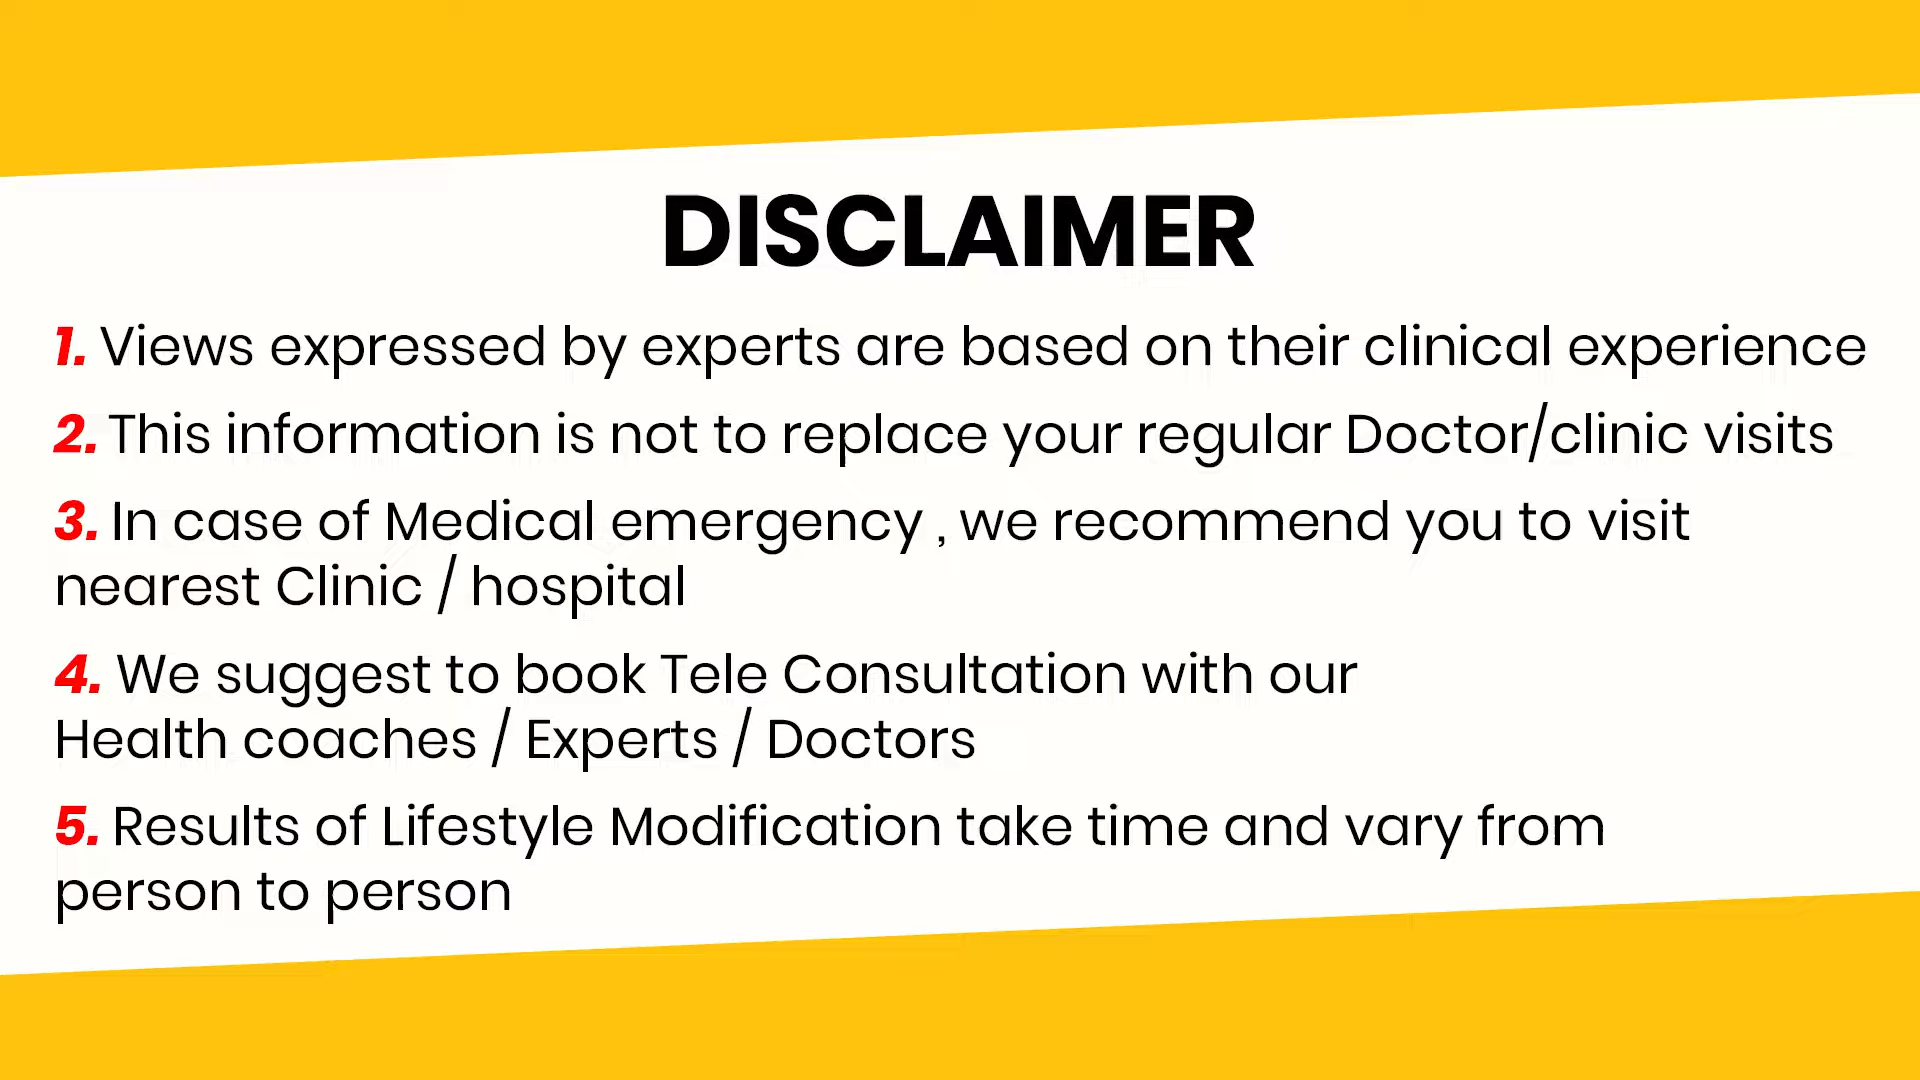 DISCLAIMER
1. Views expressed by experts are based on their clinical experience
2. This information is not to replace your regular Doctor/clinic visits
3. In case of Medical emergency , we recommend you to visit
nearest Clinic / hospital
4. We suggest to book Tele Consultation with our
Health coaches / Experts / Doctors
5. Results of Lifestyle Modification take time and vary from
person to person